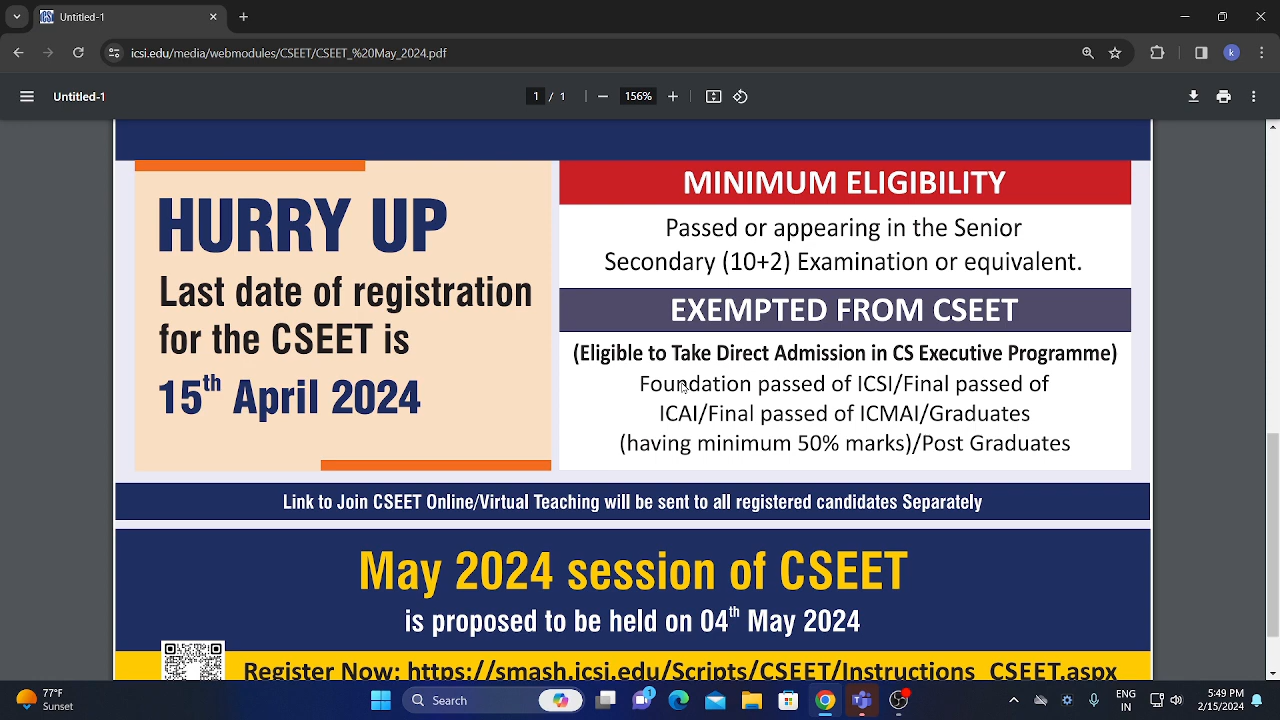 Untitled-1
icsi.edu/media/webmodules/CSEET/CSEET_%20May_2024.pdf
k
Untitled-1
1 / 1
156%
HURRY UP
Last date of registration
for the CSEET is
15th April 2024
MINIMUM ELIGIBILITY
Passed or appearing in the Senior
Secondary (10+2) Examination or equivalent.
EXEMPTED FROM CSEET
(Eligible to Take Direct Admission in CS Executive Programme)
Foundation passed of ICSI/Final passed of
ICAI/Final passed of ICMAI/Graduates
(having minimum 50% marks)/Post Graduates
Link to Join CSEET Online/Virtual Teaching will be sent to all registered candidates Separately
May 2024 session of CSEET
is proposed to be held on 04th May 2024
Register Now: https://smash.icsi.edu/Scripts/CSEET/Instructions_CSEET.aspx
77°F
Sunset
Search
1
ENG
IN
5:49 PM
2/15/2024